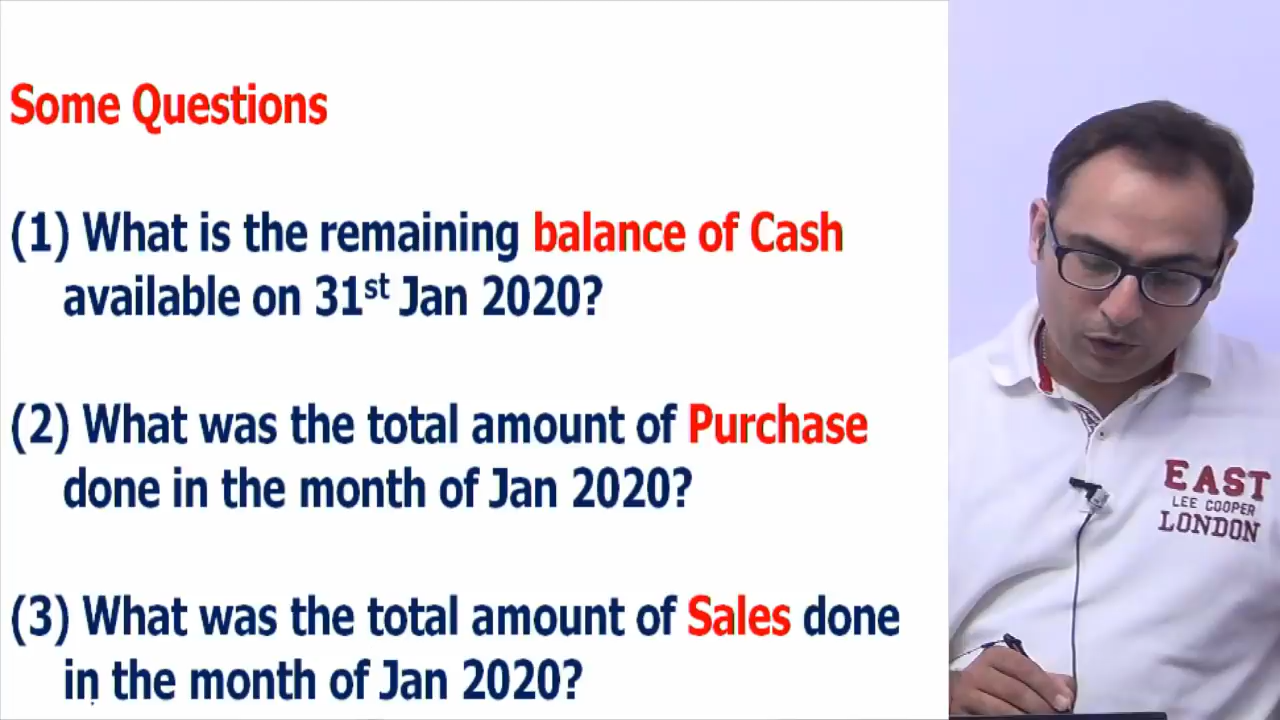 Some Questions
(1) What is the remaining balance of Cash
available on 31st Jan 2020?
(2) What was the total amount of Purchase
done in the month of Jan 2020?
(3) What was the total amount of Sales done
in the month of Jan 2020?
EAST
LEE COOPER
LONDON